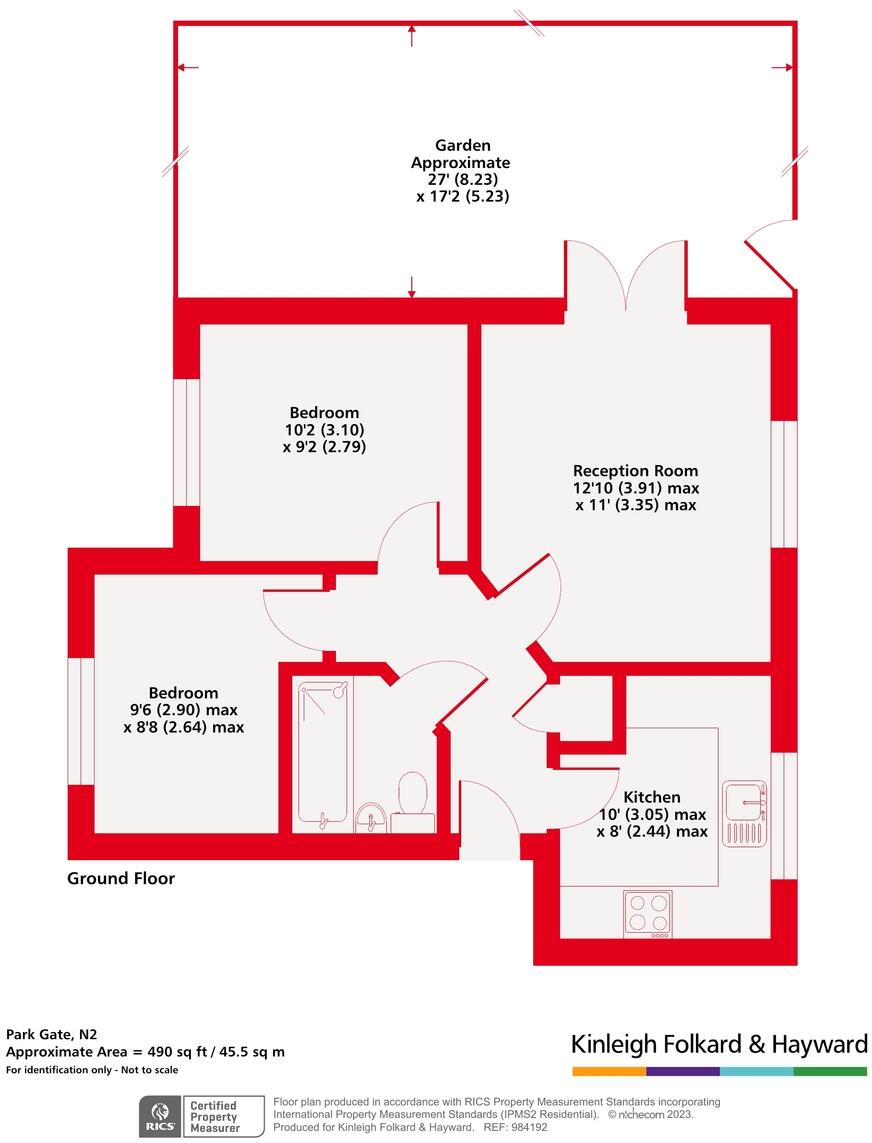 Garden
Approximate
27' (8.23)
x 17'2 (5.23)
Bedroom
10'2 (3.10)
x 9'2 (2.79)
Reception Room
12'10 (3.91) max
x 11' (3.35) max
Bedroom
9'6 (2.90) max
x 8'8 (2.64) max
Kitchen
10' (3.05) max
x 8' (2.44) max
Ground Floor
Park Gate, N2
Approximate Area = 490 sq ft / 45.5 sq m
For identification only - Not to scale
Kinleigh Folkard & Hayward
RICS
Certified
Property
Measurer
Floor plan produced in accordance with RICS Property Measurement Standards incorporating
International Property Measurement Standards (IPMS2 Residential). © nichecom 2023.
Produced for Kinleigh Folkard & Hayward. REF: 984192